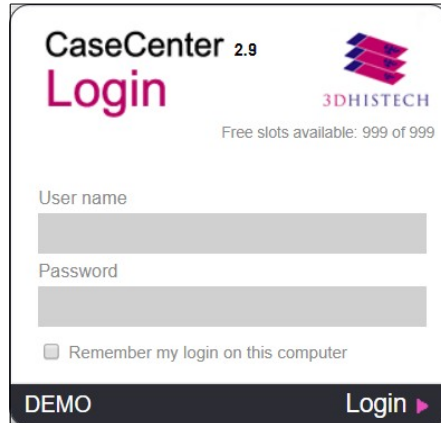 CaseCenter 2.9
Login
3DHISTECH
Free slots available: 999 of 999
User name
Password
Remember my login on this computer
DEMO
Login